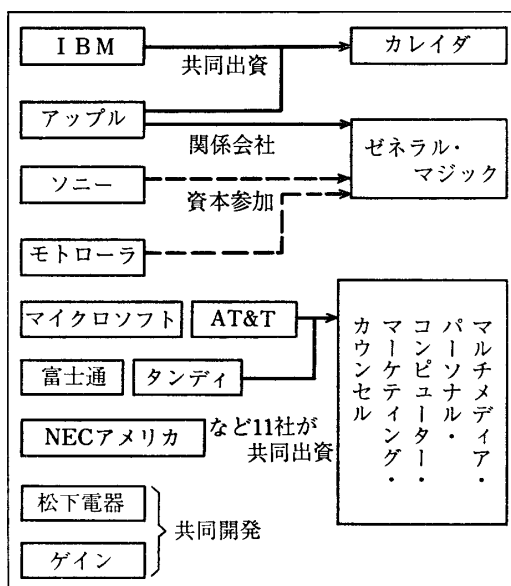 IBM
カレイダ
共同出資
アップル
関係会社
ゼネラル・
マジック
ソニー
資本参加
モトローラ
マイクロソフト
AT&T
富士通
タンディ
NECアメリカ
など11社が
共同出資
マルチメディア・
パーソナル・
コンピューター・
マーケティング・
カウンセル
松下電器
共同開発
ゲイン